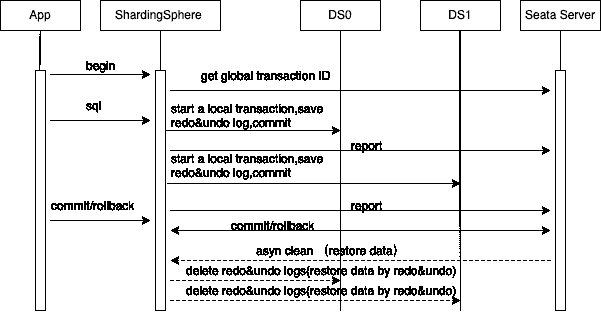 App
ShardingSphere
DS0
DS1
Seata Server
begin
get global transaction ID
sql
start a local transaction,save
redo&undo log,commit
report
start a local transaction,save
redo&undo log,commit
commit/rollback
report
commit/rollback
asyn clean （restore data）
delete redo&undo logs(restore data by redo&undo)
delete redo&undo logs(restore data by redo&undo)